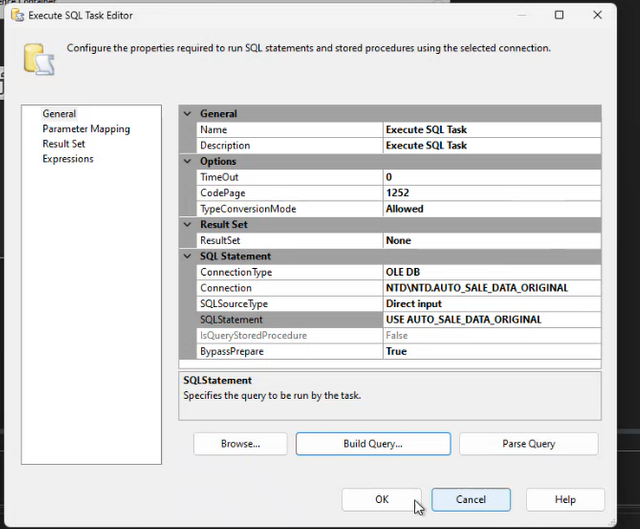 Execute SQL Task Editor
Configure the properties required to run SQL statements and stored procedures using the selected connection.
General
Parameter Mapping
Result Set
Expressions
General
Name Execute SQL Task
Description Execute SQL Task
Options
TimeOut 0
CodePage 1252
TypeConversionMode Allowed
Result Set
ResultSet None
SQL Statement
ConnectionType OLE DB
Connection NTD\NTD.AUTO_SALE_DATA_ORIGINAL
SQLSourceType Direct input
SQLStatement USE AUTO_SALE_DATA_ORIGINAL
IsQueryStoredProcedure False
BypassPrepare True
SQLStatement
Specifies the query to be run by the task.
Browse... Build Query... Parse Query
OK Cancel Help